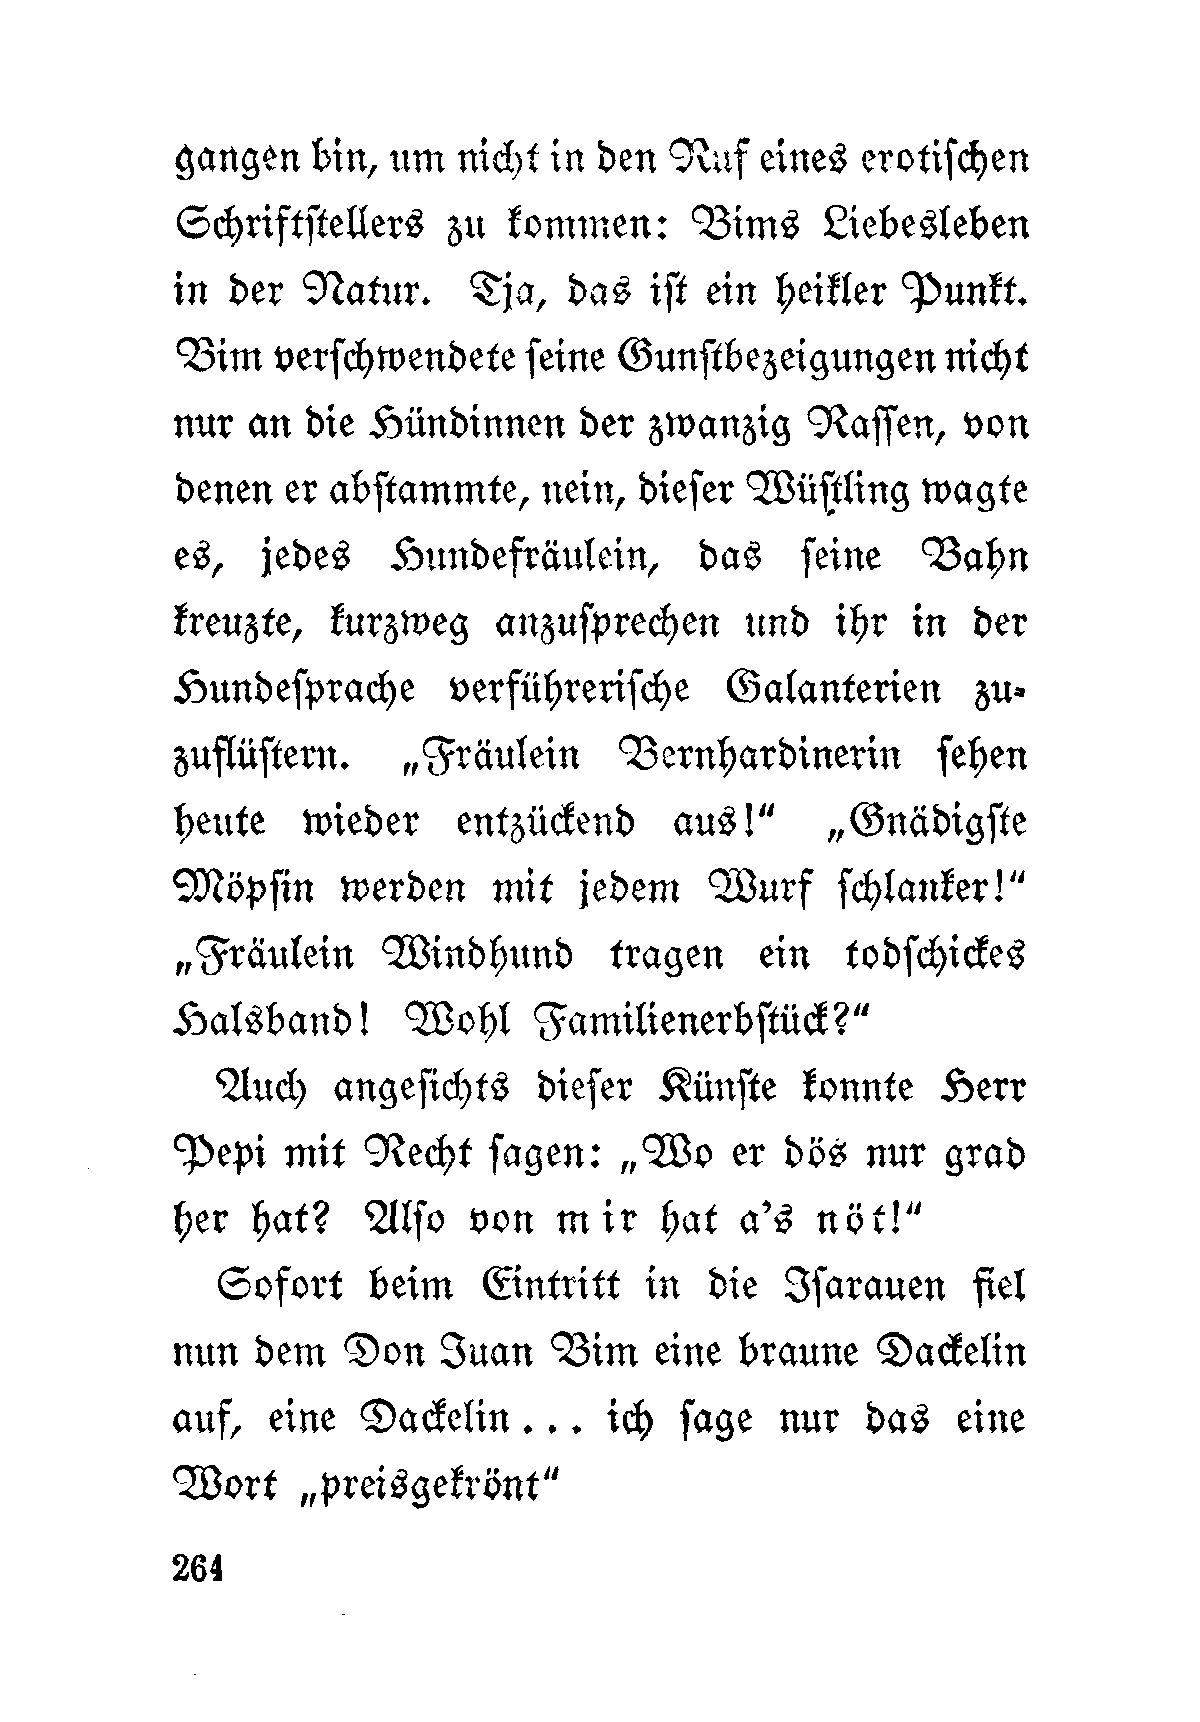 gangen bin, um nicht in den Ruf eines erotiſchen
Schriftſtellers zu kommen: Bims Liebesleben
in der Natur. Tja, das iſt ein heikler Punkt.
Bim verſchwendete ſeine Gunſtbezeigungen nicht
nur an die Hündinnen der zwanzig Raſſen, von
denen er abſtammte, nein, dieſer Wüſtling wagte
es, jedes Hundefräulein, das ſeine Bahn
kreuzte, kurzweg anzuſprechen und ihr in der
Hundeſprache verführeriſche Galanterien zu-
zuflüſtern. „Fräulein Bernhardinerin ſehen
heute wieder entzückend aus!“ „Gnädigſte
Möpſin werden mit jedem Wurf ſchlanker!“
„Fräulein Windhund tragen ein todſchickes
Halsband! Wohl Familienerbſtück?“
Auch angeſichts dieſer Künſte konnte Herr
Pepi mit Recht ſagen: „Wo er dös nur grad
her hat? Alſo von mir hat a’s nöt!“
Sofort beim Eintritt in die Iſarauen fiel
nun dem Don Juan Bim eine braune Dackelin
auf, eine Dackelin... ich ſage nur das eine
Wort „preisgekrönt“
264